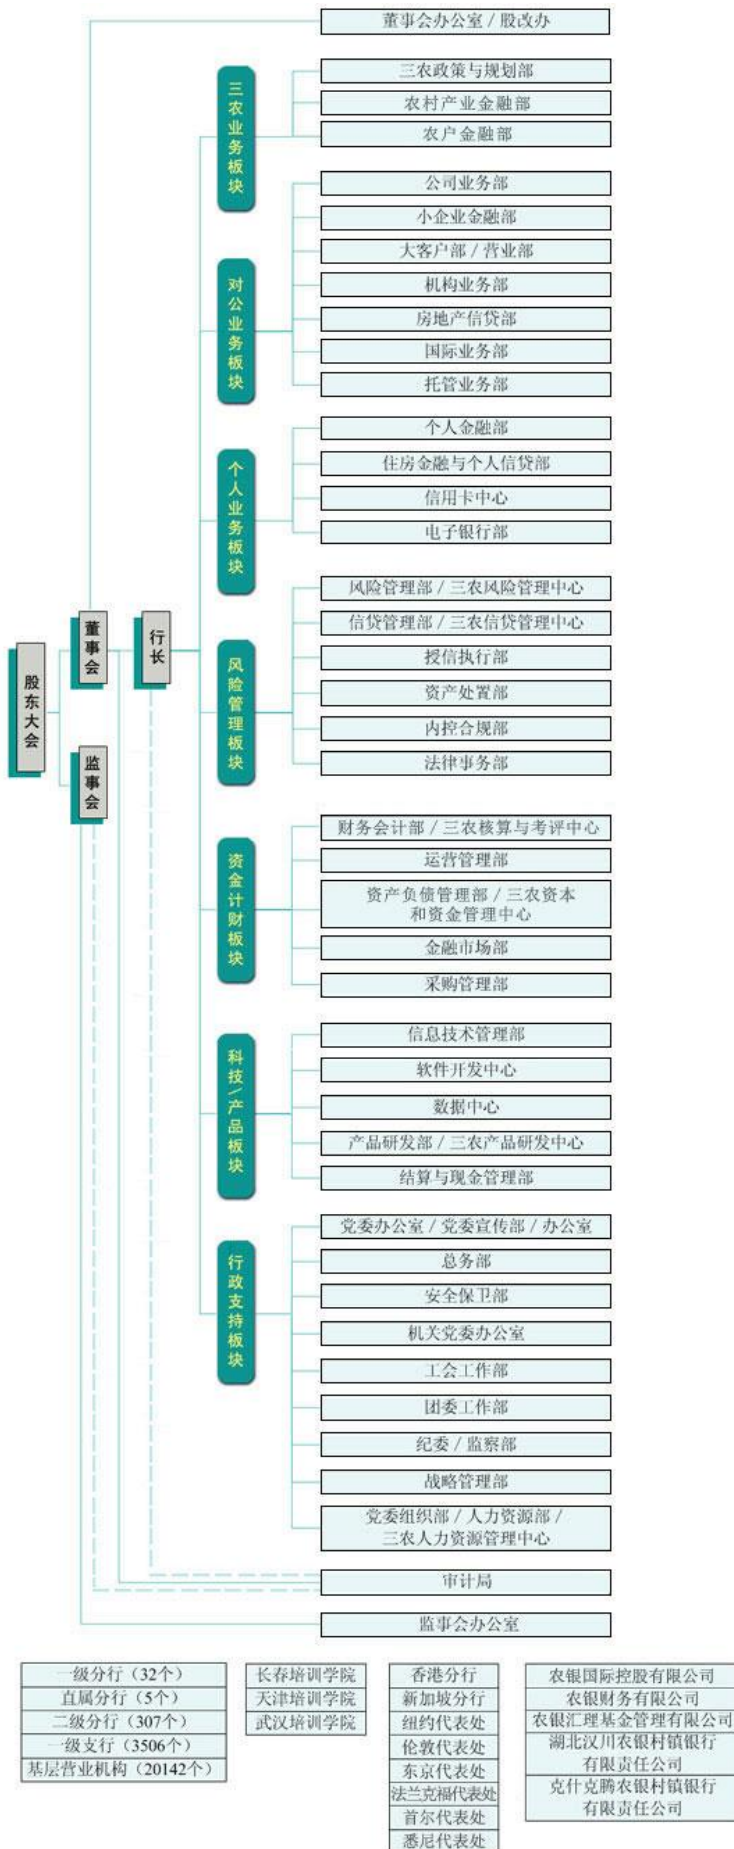 董事会办公室 / 股改办
三农业务板块
三农政策与规划部
农村产业金融部
农户金融部
对公业务板块
公司业务部
小企业金融部
大客户部 / 营业部
机构业务部
房地产信贷部
国际业务部
托管业务部
个人业务板块
个人金融部
住房金融与个人信贷部
信用卡中心
电子银行部
股东大会
董事会
监事会
行长
风险管理板块
风险管理部 / 三农风险管理中心
信贷管理部 / 三农信贷管理中心
授信执行部
资产处置部
内控合规部
法律事务部
资金计财板块
财务会计部 / 三农核算与考评中心
运营管理部
资产负债管理部 / 三农资本
和资金管理中心
金融市场部
采购管理部
科技/产品板块
信息技术管理部
软件开发中心
数据中心
产品研发部 / 三农产品研发中心
结算与现金管理部
行政支持板块
党委办公室 / 党委宣传部 / 办公室
总务部
安全保卫部
机关党委办公室
工会工作部
团委工作部
纪委 / 监察部
战略管理部
党委组织部 / 人力资源部 /
三农人力资源管理中心
审计局
监事会办公室
一级分行（32个）
直属分行（5个）
二级分行（307个）
一级支行（3506个）
基层营业机构（20142个）
长春培训学院
天津培训学院
武汉培训学院
香港分行
新加坡分行
纽约代表处
伦敦代表处
东京代表处
法兰克福代表处
首尔代表处
悉尼代表处
农银国际控股有限公司
农银财务有限公司
农银汇理基金管理有限公司
湖北汉川农银村镇银行
有限责任公司
克什克腾农银村镇银行
有限责任公司